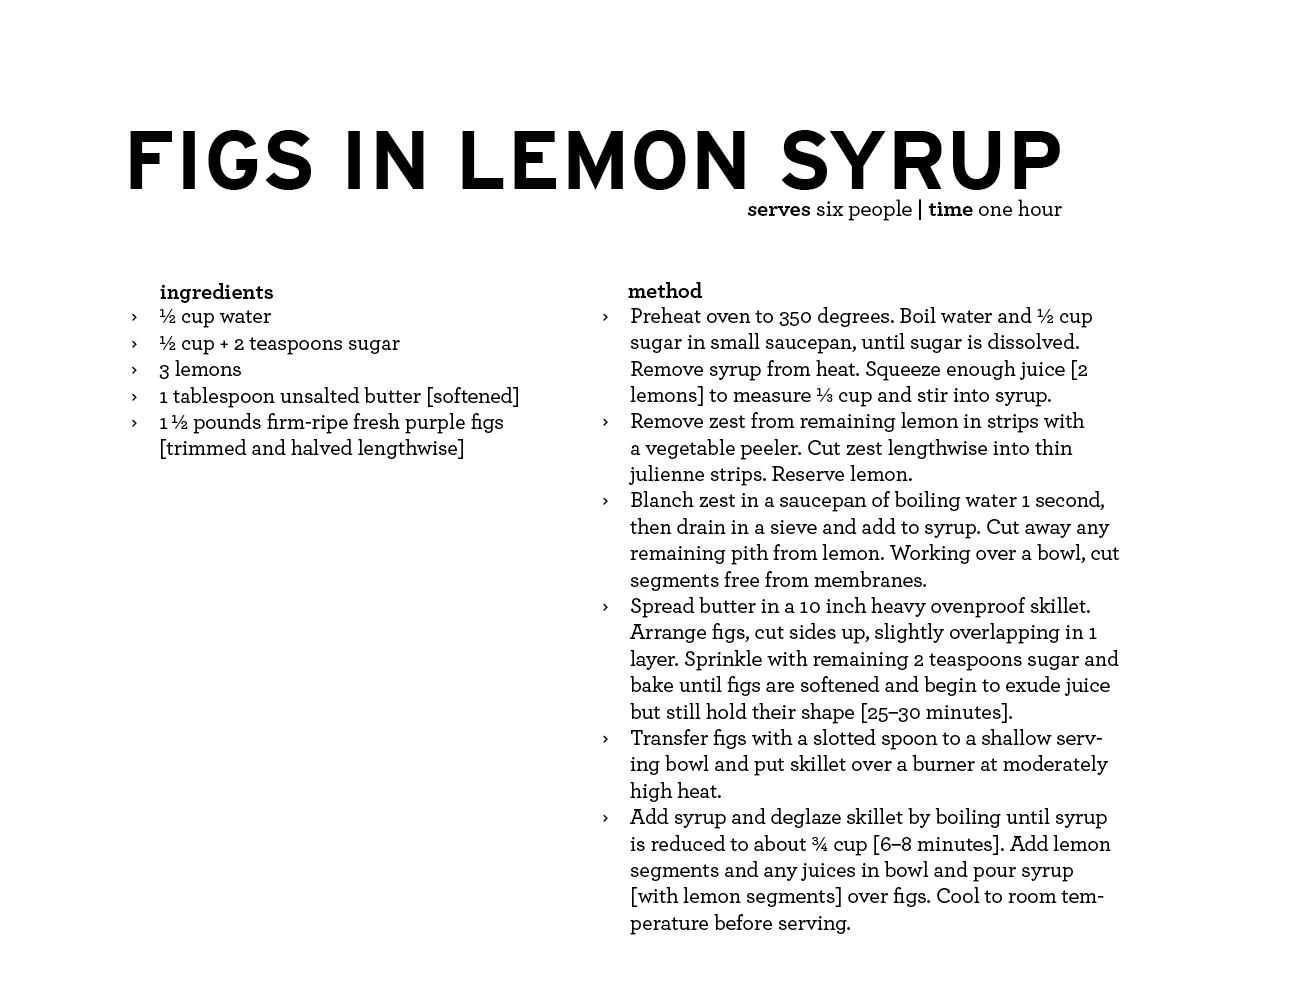 FIGS IN LEMON SYRUP
serves six people | time one hour
ingredients
› ½ cup water
› ½ cup + 2 teaspoons sugar
› 3 lemons
› 1 tablespoon unsalted butter [softened]
› 1 ½ pounds firm-ripe fresh purple figs
[trimmed and halved lengthwise]
method
› Preheat oven to 350 degrees. Boil water and ½ cup
sugar in small saucepan, until sugar is dissolved.
Remove syrup from heat. Squeeze enough juice [2
lemons] to measure ⅓ cup and stir into syrup.
› Remove zest from remaining lemon in strips with
a vegetable peeler. Cut zest lengthwise into thin
julienne strips. Reserve lemon.
› Blanch zest in a saucepan of boiling water 1 second,
then drain in a sieve and add to syrup. Cut away any
remaining pith from lemon. Working over a bowl, cut
segments free from membranes.
› Spread butter in a 10 inch heavy ovenproof skillet.
Arrange figs, cut sides up, slightly overlapping in 1
layer. Sprinkle with remaining 2 teaspoons sugar and
bake until figs are softened and begin to exude juice
but still hold their shape [25–30 minutes].
› Transfer figs with a slotted spoon to a shallow serv-
ing bowl and put skillet over a burner at moderately
high heat.
› Add syrup and deglaze skillet by boiling until syrup
is reduced to about ¾ cup [6–8 minutes]. Add lemon
segments and any juices in bowl and pour syrup
[with lemon segments] over figs. Cool to room tem-
perature before serving.